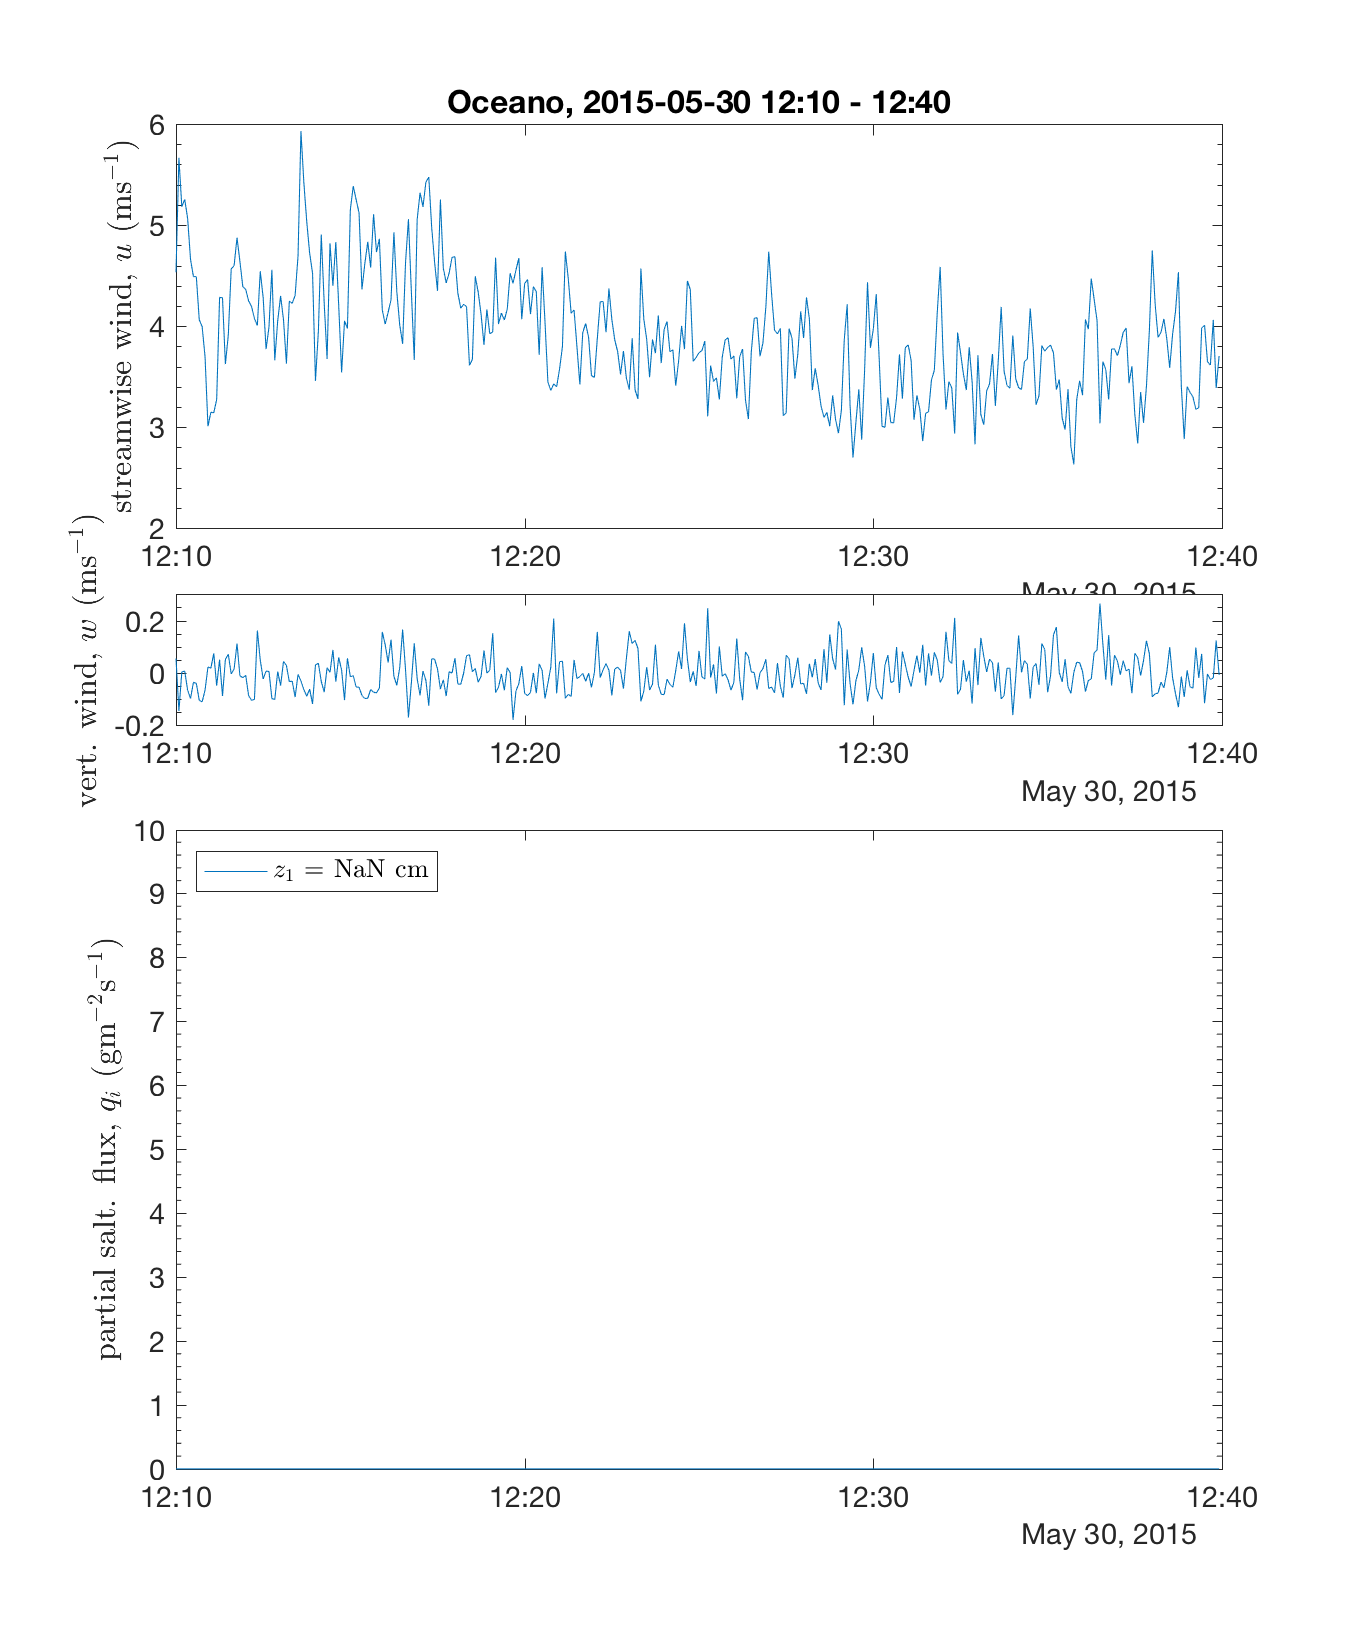 Oceano, 2015-05-30 12:10 - 12:40
streamwise wind, u (ms⁻¹)
6
5
4
3
2
12:10 12:20 12:30 12:40
May 30, 2015
vert. wind, w (ms⁻¹)
0.2
0
-0.2
12:10 12:20 12:30 12:40
May 30, 2015
partial salt. flux, qᵢ (gm⁻²s⁻¹)
10
9
8
7
6
5
4
3
2
1
0
z₁ = NaN cm
12:10 12:20 12:30 12:40
May 30, 2015